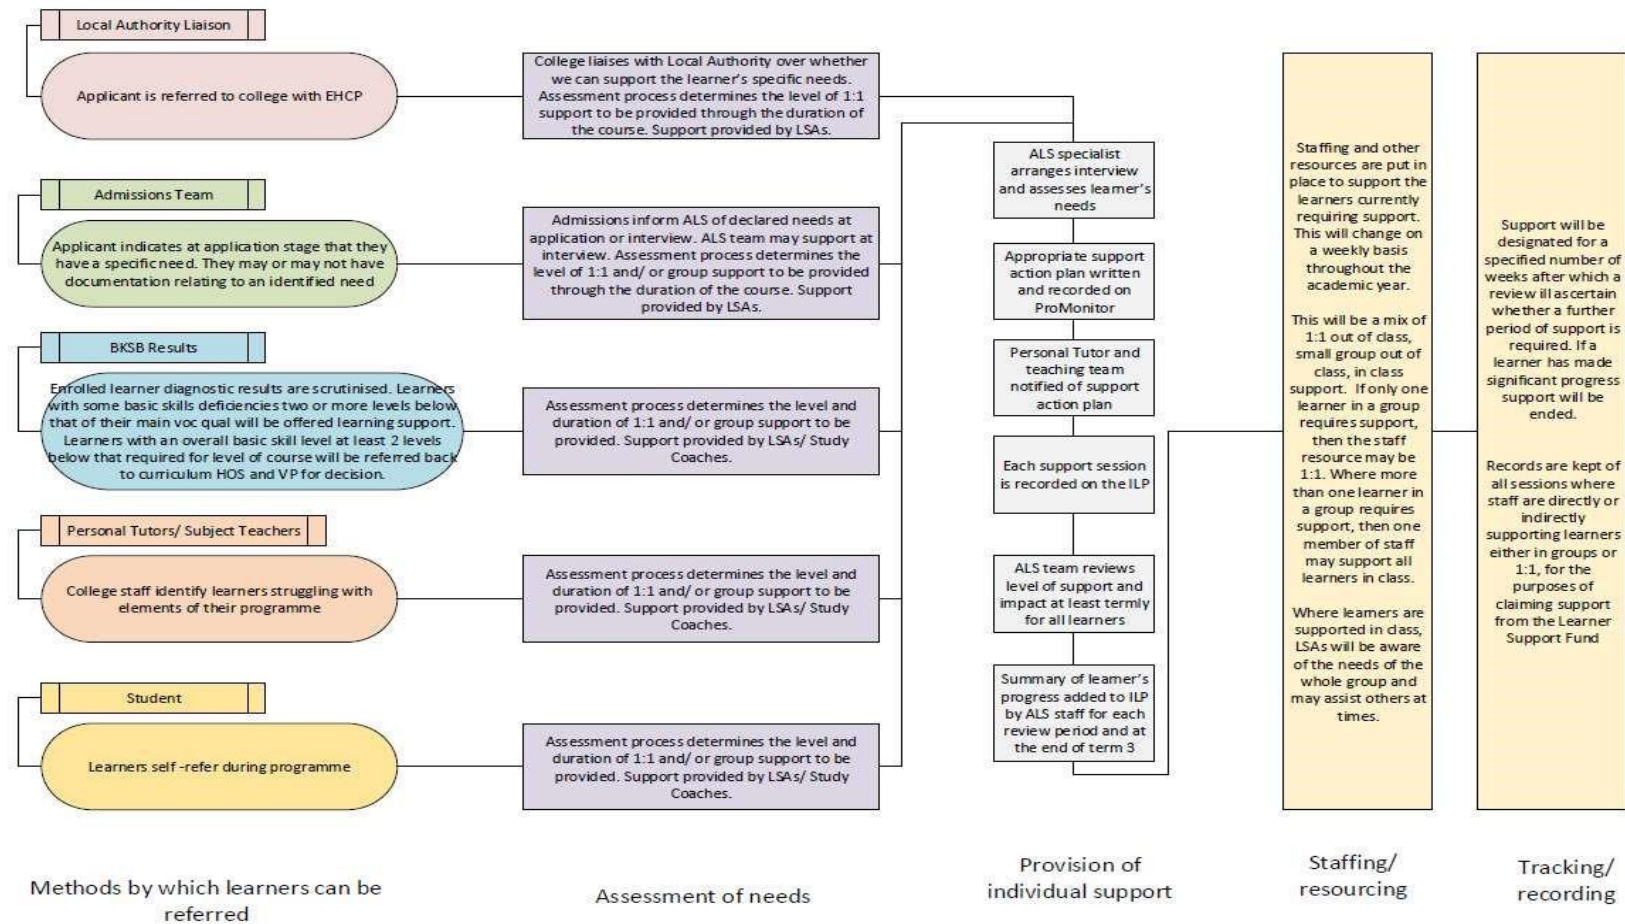 Local Authority Liaison
Applicant is referred to college with EHCP
College liaises with Local Authority over whether
we can support the learner's specific needs.
Assessment process determines the level of 1:1
support to be provided through the duration of
the course. Support provided by LSAs.
Admissions Team
Applicant indicates at application stage that they
have a specific need. They may or may not have
documentation relating to an identified need
Admissions inform ALS of declared needs at
application or interview. ALS team may support at
interview. Assessment process determines the
level of 1:1 and/ or group support to be provided
through the duration of the course. Support
provided by LSAs.
BKSB Results
Enrolled learner diagnostic results are scrutinised. Learners
with some basic skills deficiencies two or more levels below
that of their main voc qual will be offered learning support.
Learners with an overall basic skill level at least 2 levels
below that required for level of course will be referred back
to curriculum HOS and VP for decision.
Assessment process determines the level and
duration of 1:1 and/ or group support to be
provided. Support provided by LSAs/ Study
Coaches.
Personal Tutors/ Subject Teachers
College staff identify learners struggling with
elements of their programme
Assessment process determines the level and
duration of 1:1 and/ or group support to be
provided. Support provided by LSAs/ Study
Coaches.
Student
Learners self -refer during programme
Assessment process determines the level and
duration of 1:1 and/ or group support to be
provided. Support provided by LSAs/ Study
Coaches.
ALS specialist
arranges interview
and assesses learner's
needs
Appropriate support
action plan written
and recorded on
ProMonitor
Personal Tutor and
teaching team
notified of support
action plan
Each support session
is recorded on the ILP
ALS team reviews
level of support and
impact at least termly
for all learners
Summary of learner's
progress added to ILP
by ALS staff for each
review period and at
the end of term 3
Staffing and other
resources are put in
place to support the
learners currently
requiring support.
This will change on
a weekly basis
throughout the
academic year.
This will be a mix of
1:1 out of class,
small group out of
class, in class
support. If only one
learner in a group
requires support,
then the staff
resource may be
1:1. Where more
than one learner in
a group requires
support, then one
member of staff
may support all
learners in class.
Where learners are
supported in class,
LSAs will be aware
of the needs of the
whole group and
may assist others at
times.
Support will be
designated for a
specified number of
weeks after which a
review ill ascertain
whether a further
period of support is
required. If a
learner has made
significant progress
support will be
ended.
Records are kept of
all sessions where
staff are directly or
indirectly
supporting learners
either in groups or
1:1, for the
purposes of
claiming support
from the Learner
Support Fund
Methods by which learners can be
referred
Assessment of needs
Provision of
individual support
Staffing/
resourcing
Tracking/
recording